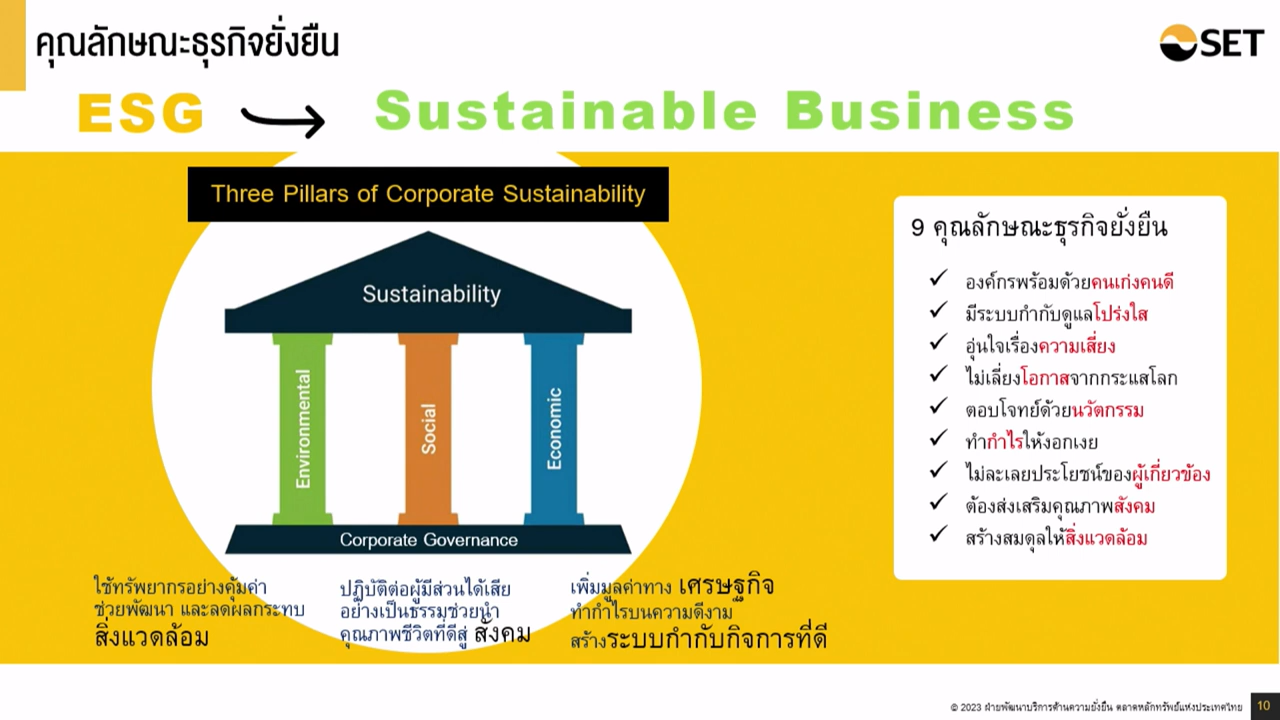 คุณลักษณะธุรกิจยั่งยืน
SET
ESG
Sustainable Business
Three Pillars of Corporate Sustainability
Sustainability
Environmental
Social
Economic
Corporate Governance
ใช้ทรัพยากรอย่างคุ้มค่า
ช่วยพัฒนา และลดผลกระทบ
สิ่งแวดล้อม
ปฏิบัติต่อผู้มีส่วนได้เสีย
อย่างเป็นธรรมช่วยนำ
คุณภาพชีวิตที่ดีสู่ สังคม
เพิ่มมูลค่าทาง เศรษฐกิจ
ทำกำไรบนความดีงาม
สร้างระบบกำกับกิจการที่ดี
9 คุณลักษณะธุรกิจยั่งยืน
✓ องค์กรพร้อมด้วยคนเก่งคนดี
✓ มีระบบกำกับดูแลโปร่งใส
✓ อุ่นใจเรื่องความเสี่ยง
✓ ไม่เลี่ยงโอกาสจากกระแสโลก
✓ ตอบโจทย์ด้วยนวัตกรรม
✓ ทำกำไรให้งอกเงย
✓ ไม่ละเลยประโยชน์ของผู้เกี่ยวข้อง
✓ ต้องส่งเสริมคุณภาพสังคม
✓ สร้างสมดุลให้สิ่งแวดล้อม
© 2023 ฝ่ายพัฒนาบริการด้านความยั่งยืน ตลาดหลักทรัพย์แห่งประเทศไทย
10